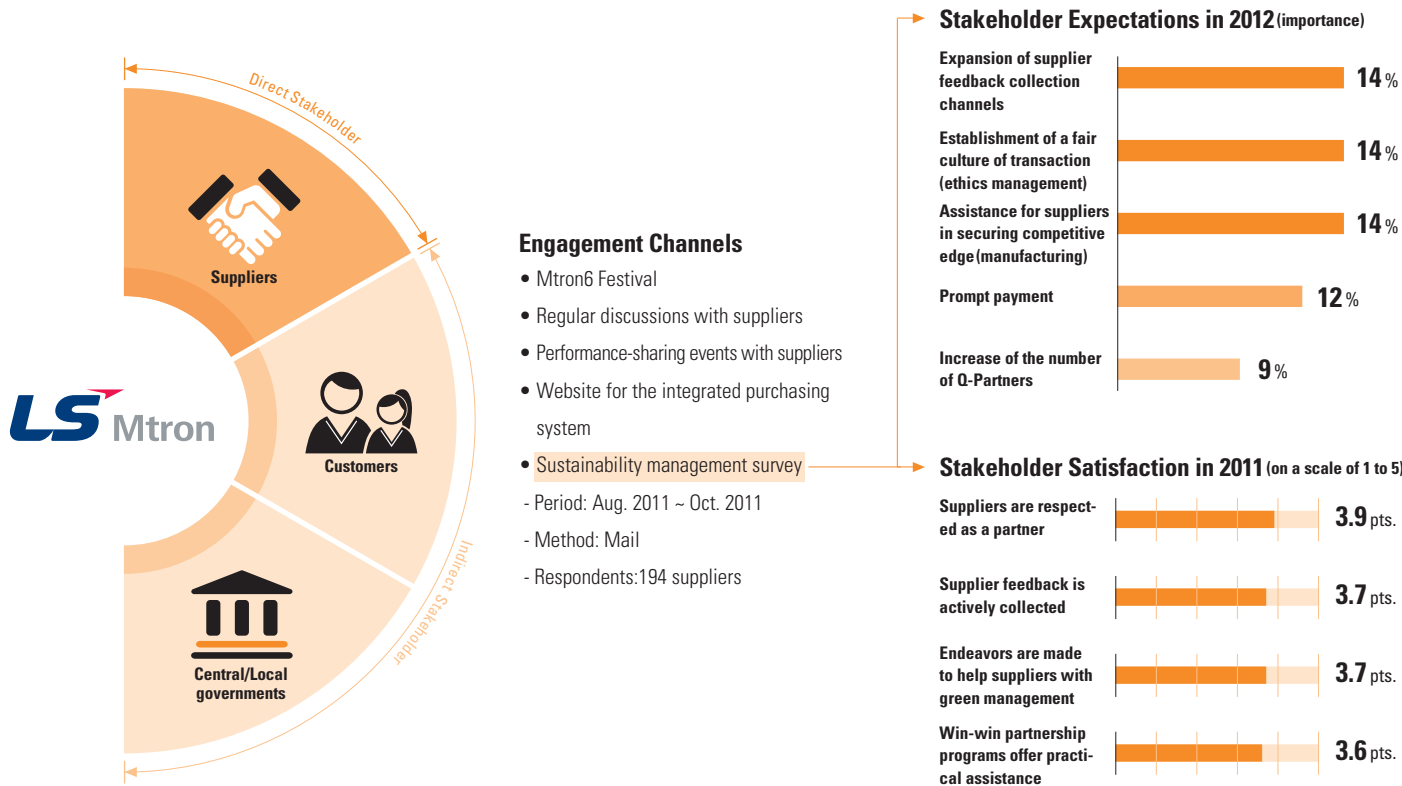 Direct Stakeholder
Suppliers
LS Mtron
Customers
Central/Local
governments
Indirect Stakeholder
Engagement Channels
• Mtron6 Festival
• Regular discussions with suppliers
• Performance-sharing events with suppliers
• Website for the integrated purchasing
system
• Sustainability management survey
- Period: Aug. 2011 ~ Oct. 2011
- Method: Mail
- Respondents:194 suppliers
Stakeholder Expectations in 2012 (importance)
Expansion of supplier
feedback collection
channels
14 %
Establishment of a fair
culture of transaction
(ethics management)
14 %
Assistance for suppliers
in securing competitive
edge (manufacturing)
14 %
Prompt payment
12 %
Increase of the number
of Q-Partners
9 %
Stakeholder Satisfaction in 2011 (on a scale of 1 to 5)
Suppliers are respect-
ed as a partner
3.9 pts.
Supplier feedback is
actively collected
3.7 pts.
Endeavors are made
to help suppliers with
green management
3.7 pts.
Win-win partnership
programs offer practi-
cal assistance
3.6 pts.